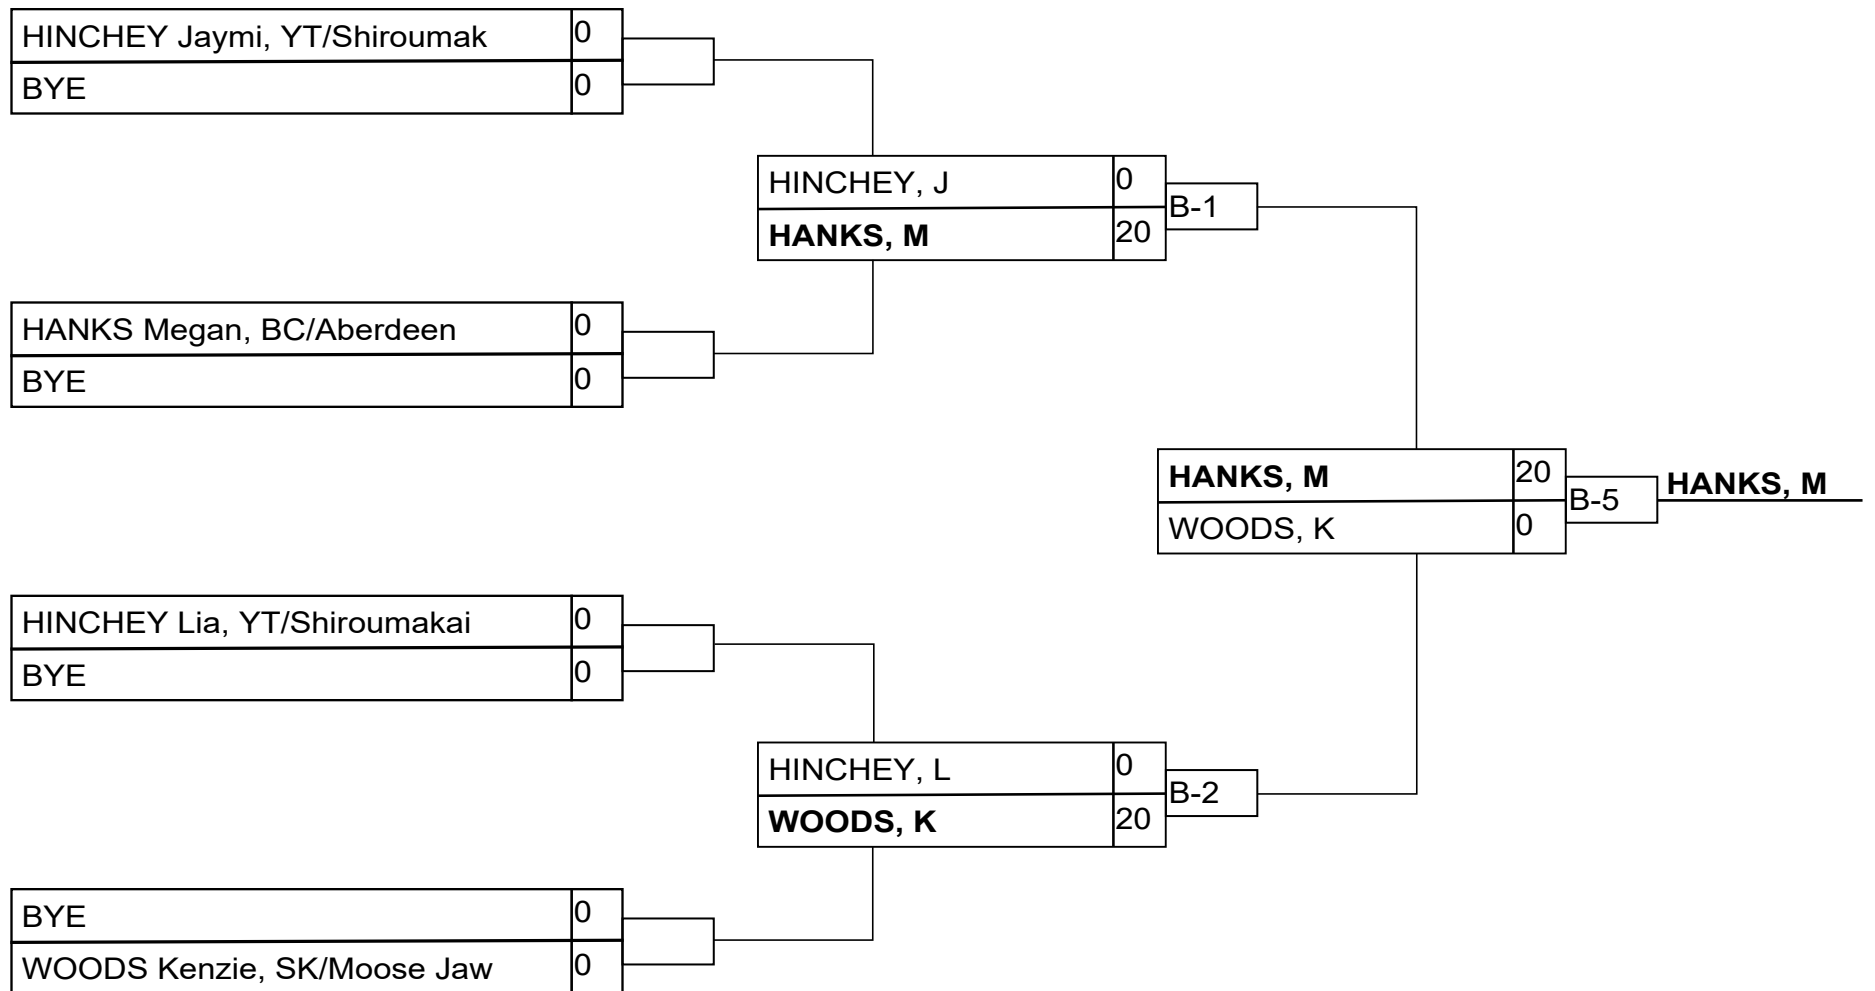 HINCHEY Jaymi, YT/Shiroumak 0
BYE 0
HINCHEY, J 0
B-1
HANKS, M 20
HANKS Megan, BC/Aberdeen 0
BYE 0
HANKS, M 20
B-5
HANKS, M
WOODS, K 0
HINCHEY Lia, YT/Shiroumakai 0
BYE 0
HINCHEY, L 0
B-2
WOODS, K 20
BYE 0
WOODS Kenzie, SK/Moose Jaw 0